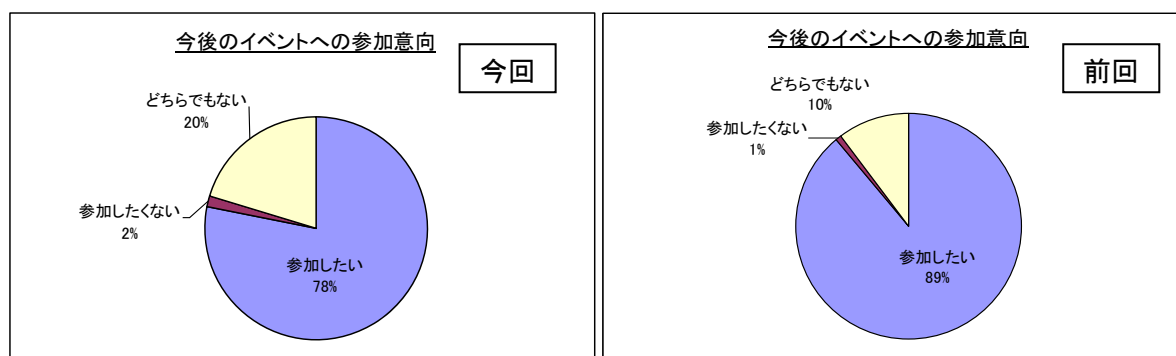 今後のイベントへの参加意向
今回
どちらでもない
20%
参加したくない
2%
参加したい
78%
今後のイベントへの参加意向
前回
どちらでもない
10%
参加したくない
1%
参加したい
89%